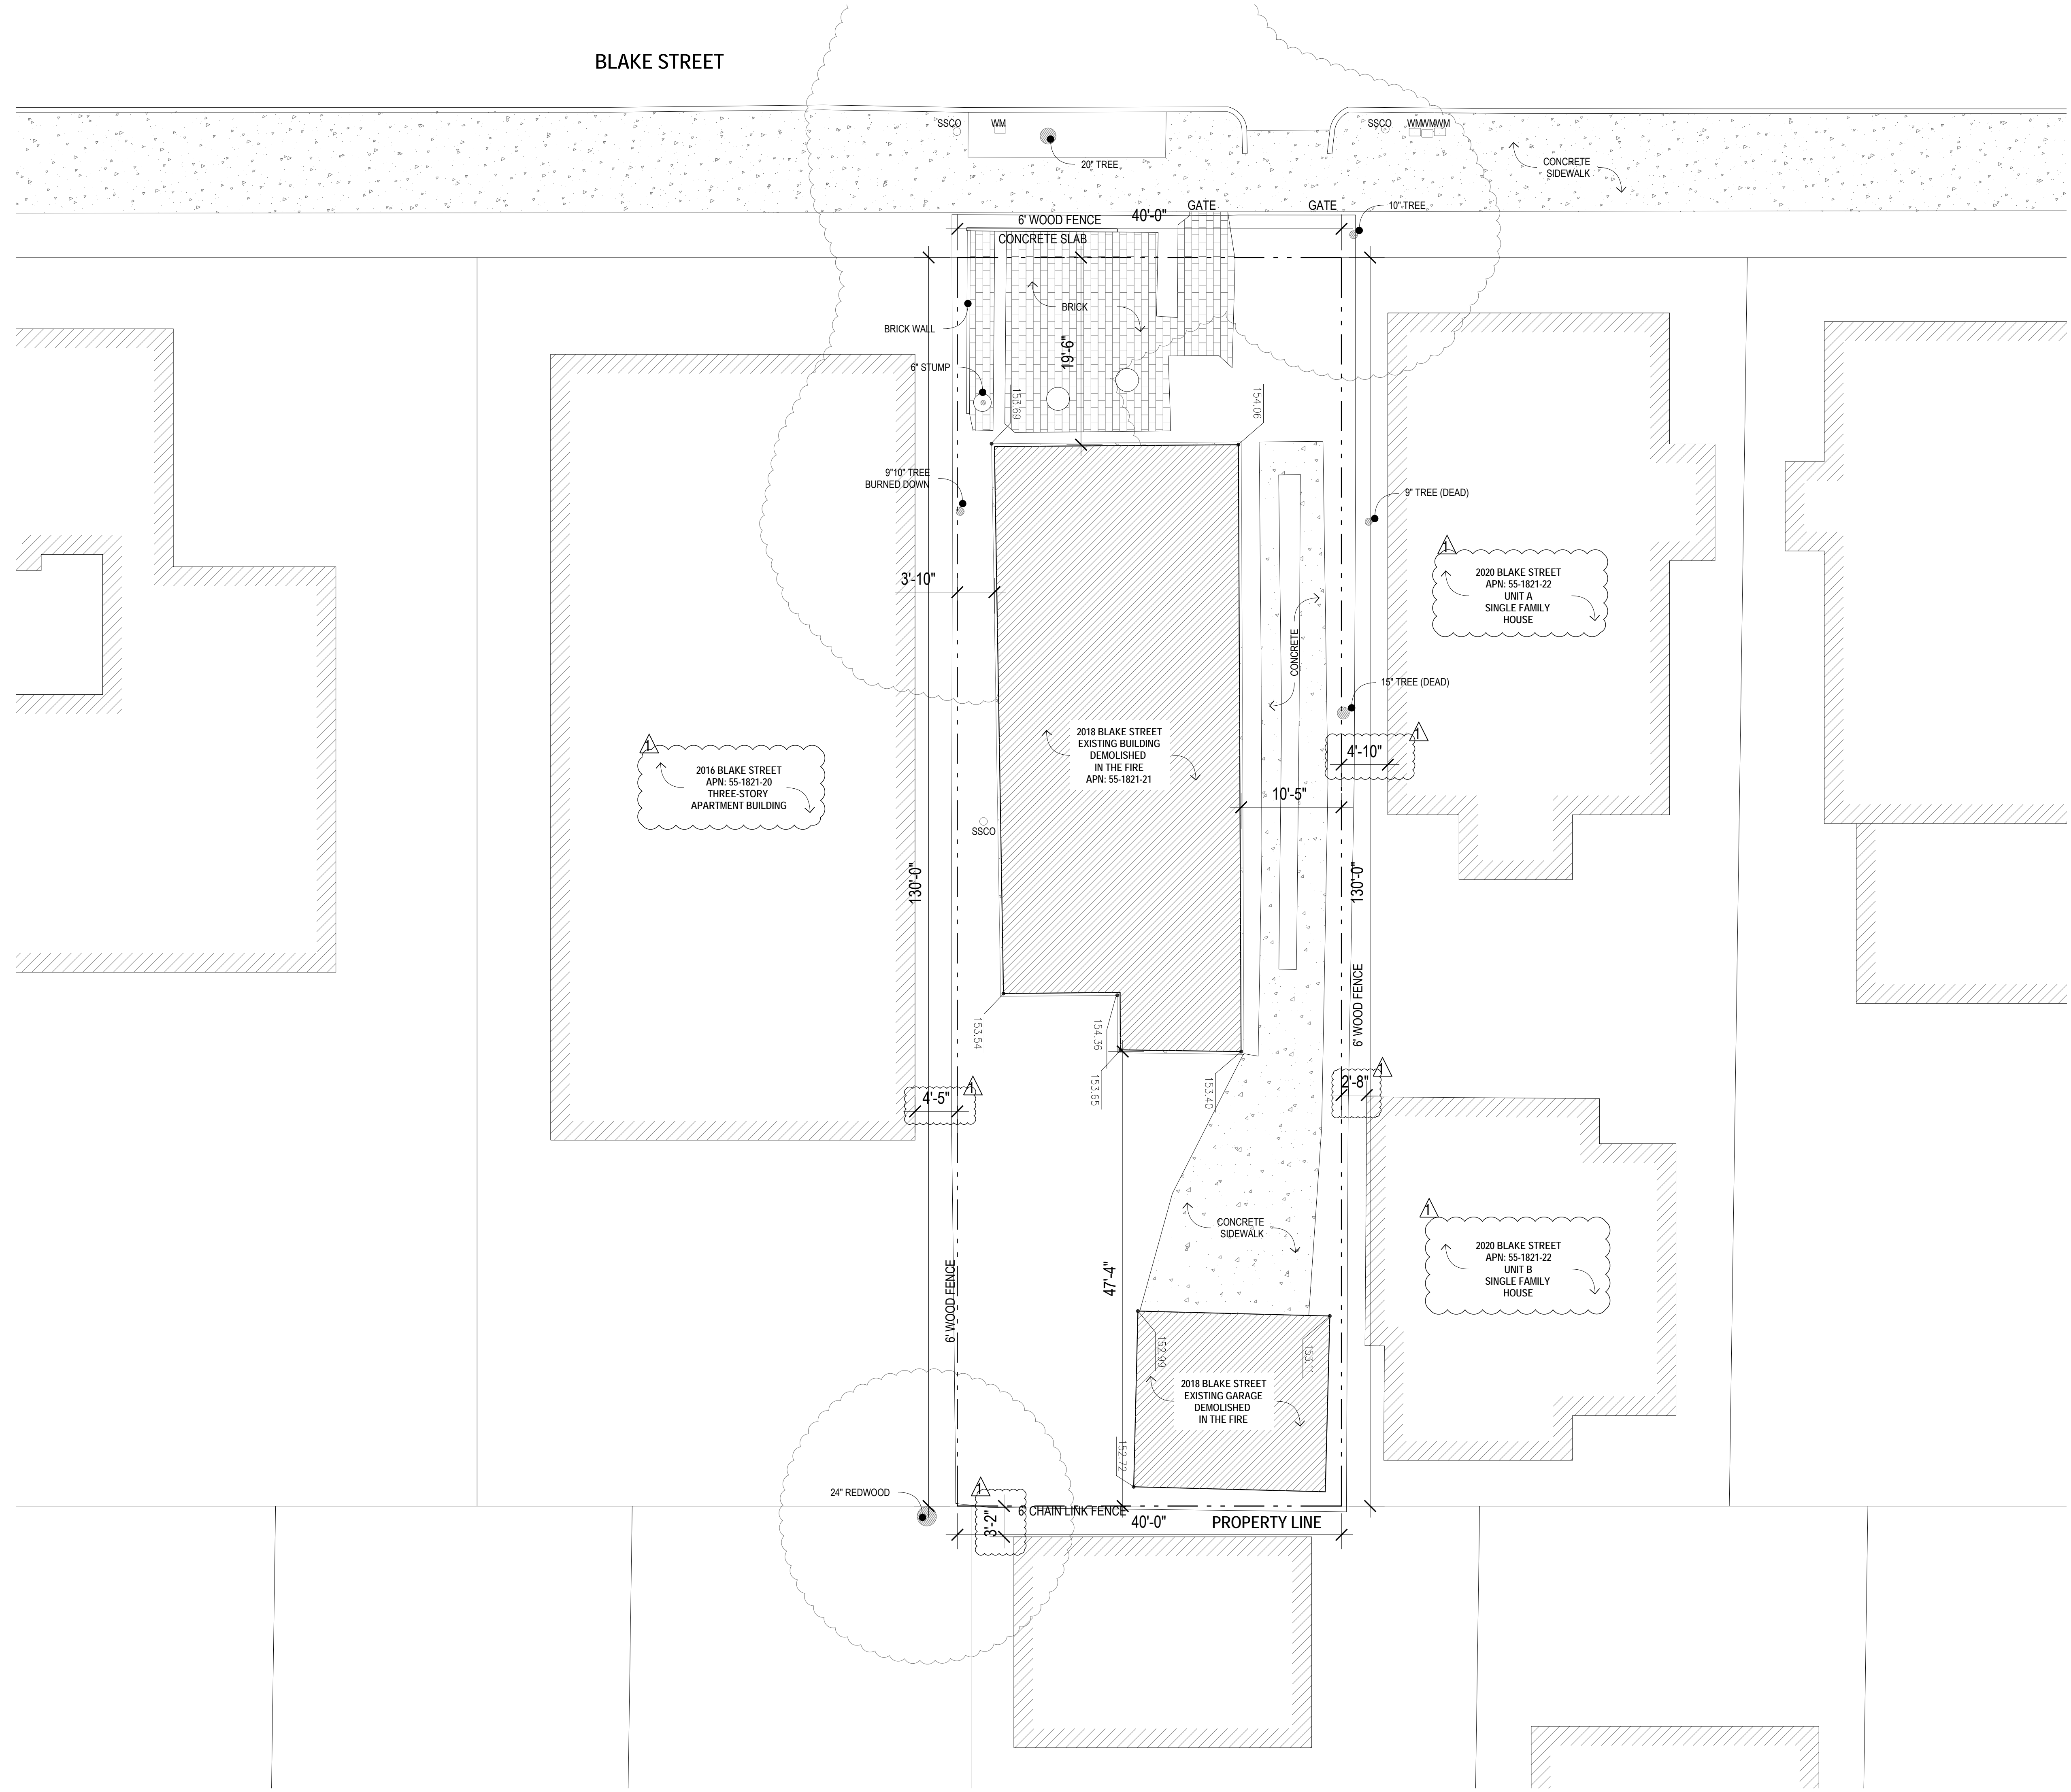 BLAKE STREET
SSCO
WM
20" TREE
SSCO
WMWMWM
CONCRETE
SIDEWALK
GATE
GATE
10" TREE
6' WOOD FENCE
40'-0"
CONCRETE SLAB
BRICK
BRICK WALL
19'-6"
6" STUMP
153.69
154.06
9"10" TREE
BURNED DOWN
9" TREE (DEAD)
3'-10"
1
2020 BLAKE STREET
APN: 55-1821-22
UNIT A
SINGLE FAMILY
HOUSE
CONCRETE
15" TREE (DEAD)
1
4'-10"
2018 BLAKE STREET
EXISTING BUILDING
DEMOLISHED
IN THE FIRE
APN: 55-1821-21
1
2016 BLAKE STREET
APN: 55-1821-20
THREE-STORY
APARTMENT BUILDING
10'-5"
SSCO
130'-0"
130'-0"
6' WOOD FENCE
153.54
154.36
153.65
153.40
1
4'-5"
1
2'-8"
CONCRETE
SIDEWALK
1
2020 BLAKE STREET
APN: 55-1821-22
UNIT B
SINGLE FAMILY
HOUSE
6' WOOD FENCE
47'-4"
152.99
153.11
2018 BLAKE STREET
EXISTING GARAGE
DEMOLISHED
IN THE FIRE
152.72
24" REDWOOD
1
3'-2"
6' CHAIN LINK FENCE
40'-0"
PROPERTY LINE